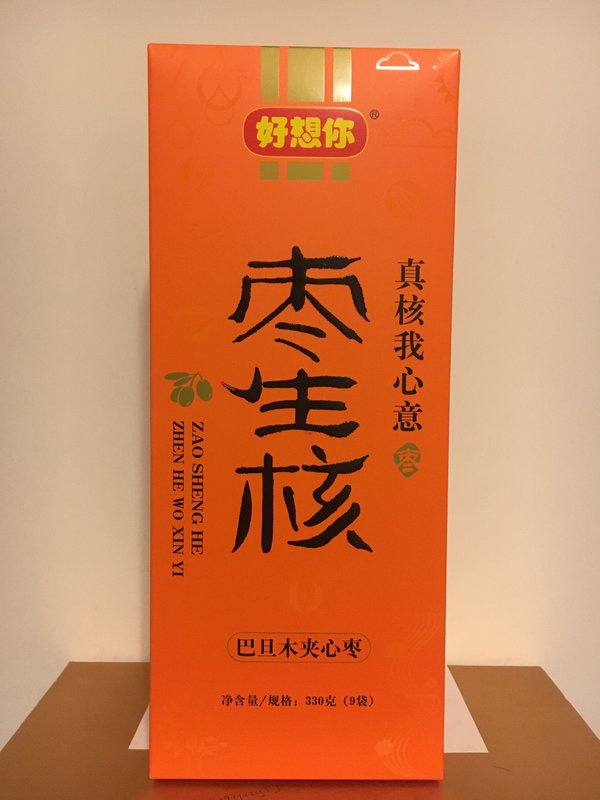 好想你®
枣生核
真核我心意
枣
ZAO SHENG HE
ZHEN HE WO XIN YI
巴旦木夹心枣
净含量/规格：330克（9袋）